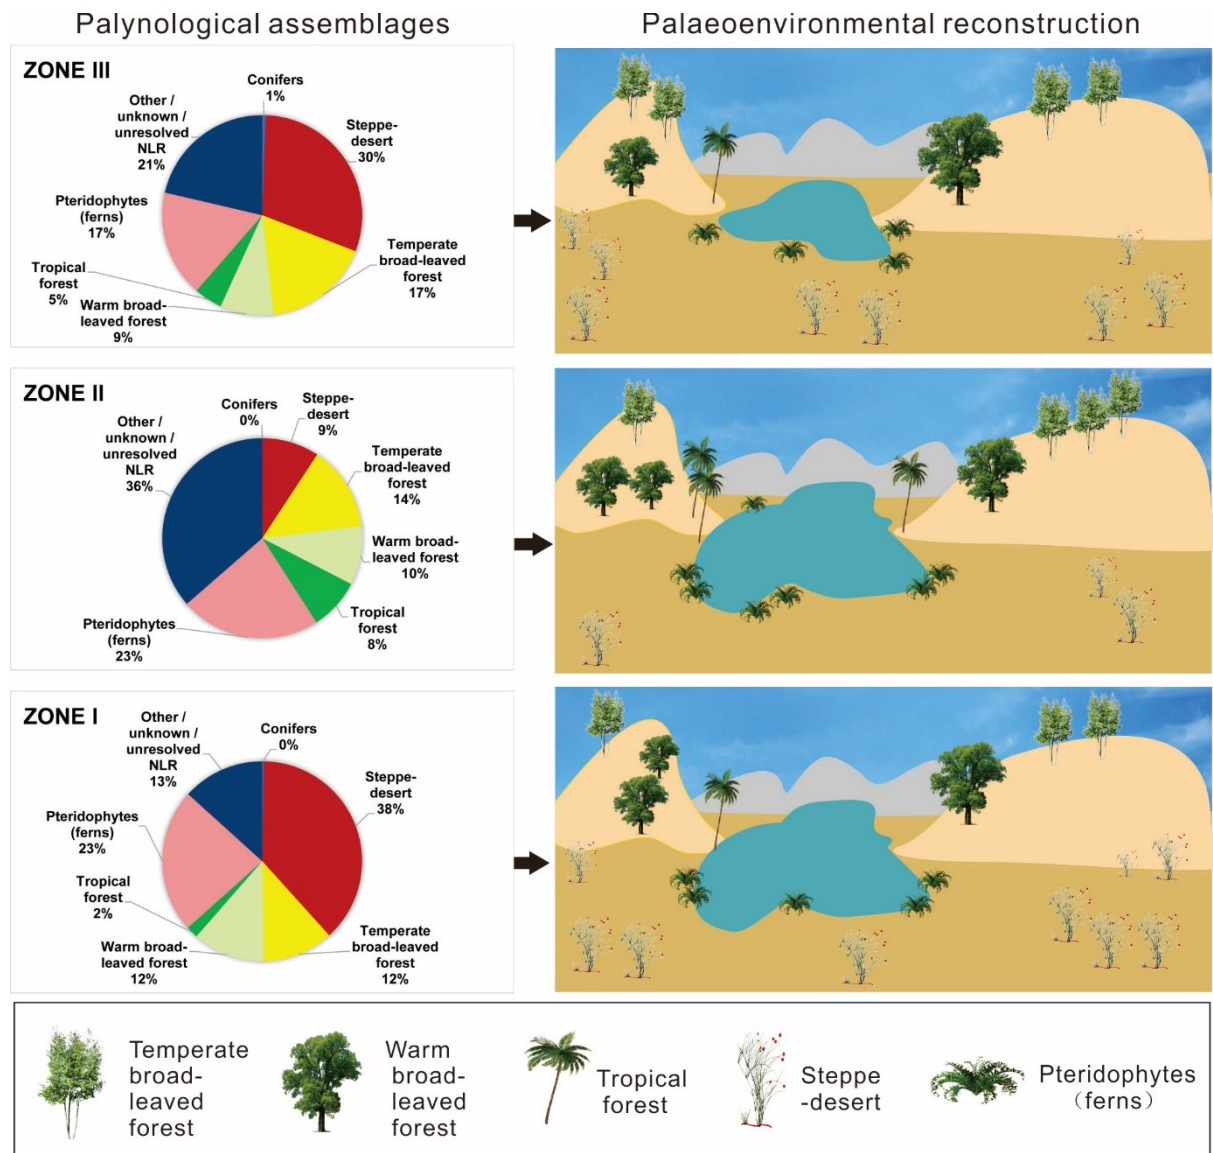 Palynological assemblages
Palaeoenvironmental reconstruction
ZONE III
Conifers
1%
Steppe-
desert
30%
Temperate
broad-leaved
forest
17%
Warm broad-
leaved forest
9%
Tropical
forest
5%
Pteridophytes
(ferns)
17%
Other /
unknown /
unresolved
NLR
21%
ZONE II
Conifers
0%
Steppe-
desert
9%
Temperate
broad-leaved
forest
14%
Warm broad-
leaved forest
10%
Tropical
forest
8%
Pteridophytes
(ferns)
23%
Other /
unknown /
unresolved
NLR
36%
ZONE I
Conifers
0%
Steppe-
desert
38%
Temperate
broad-leaved
forest
12%
Warm broad-
leaved forest
12%
Tropical
forest
2%
Pteridophytes
(ferns)
23%
Other /
unknown /
unresolved
NLR
13%
Temperate
broad-
leaved
forest
Warm
broad-
leaved
forest
Tropical
forest
Steppe
-desert
Pteridophytes
（ferns）